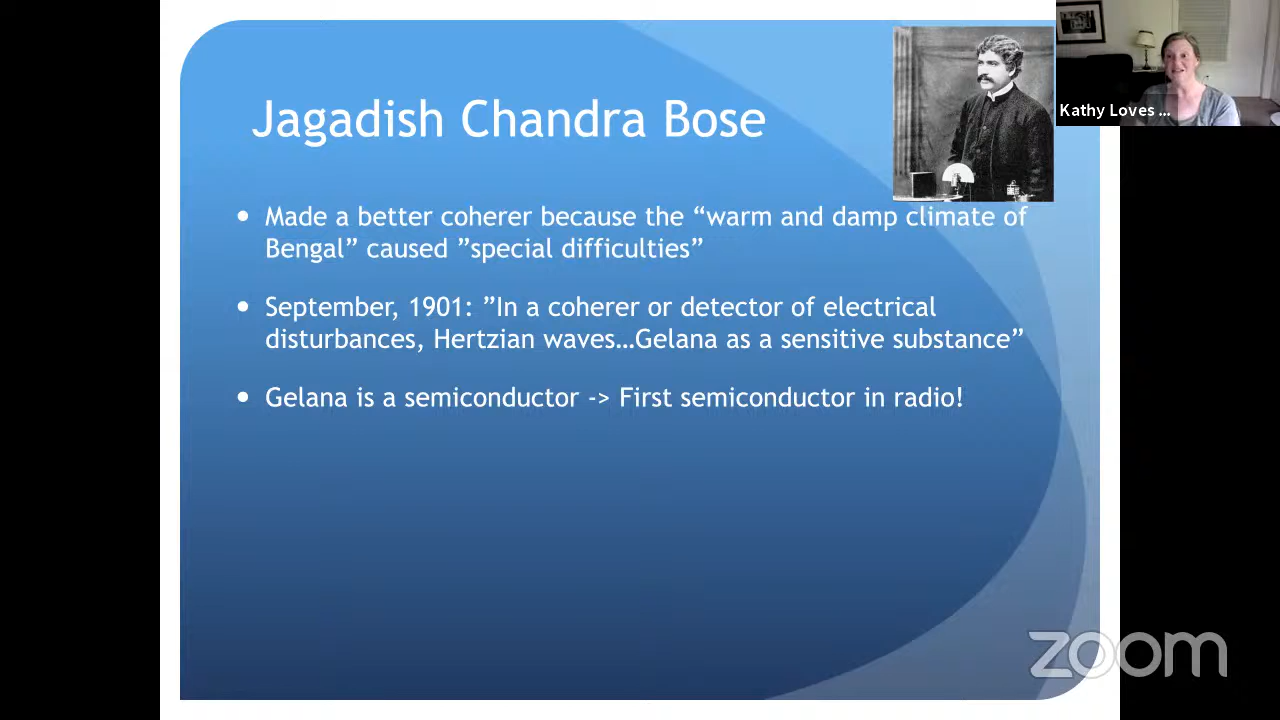 Jagadish Chandra Bose
Kathy Loves ...
• Made a better coherer because the “warm and damp climate of
Bengal” caused ”special difficulties”
• September, 1901: ”In a coherer or detector of electrical
disturbances, Hertzian waves…Gelana as a sensitive substance”
• Gelana is a semiconductor -> First semiconductor in radio!
zoom